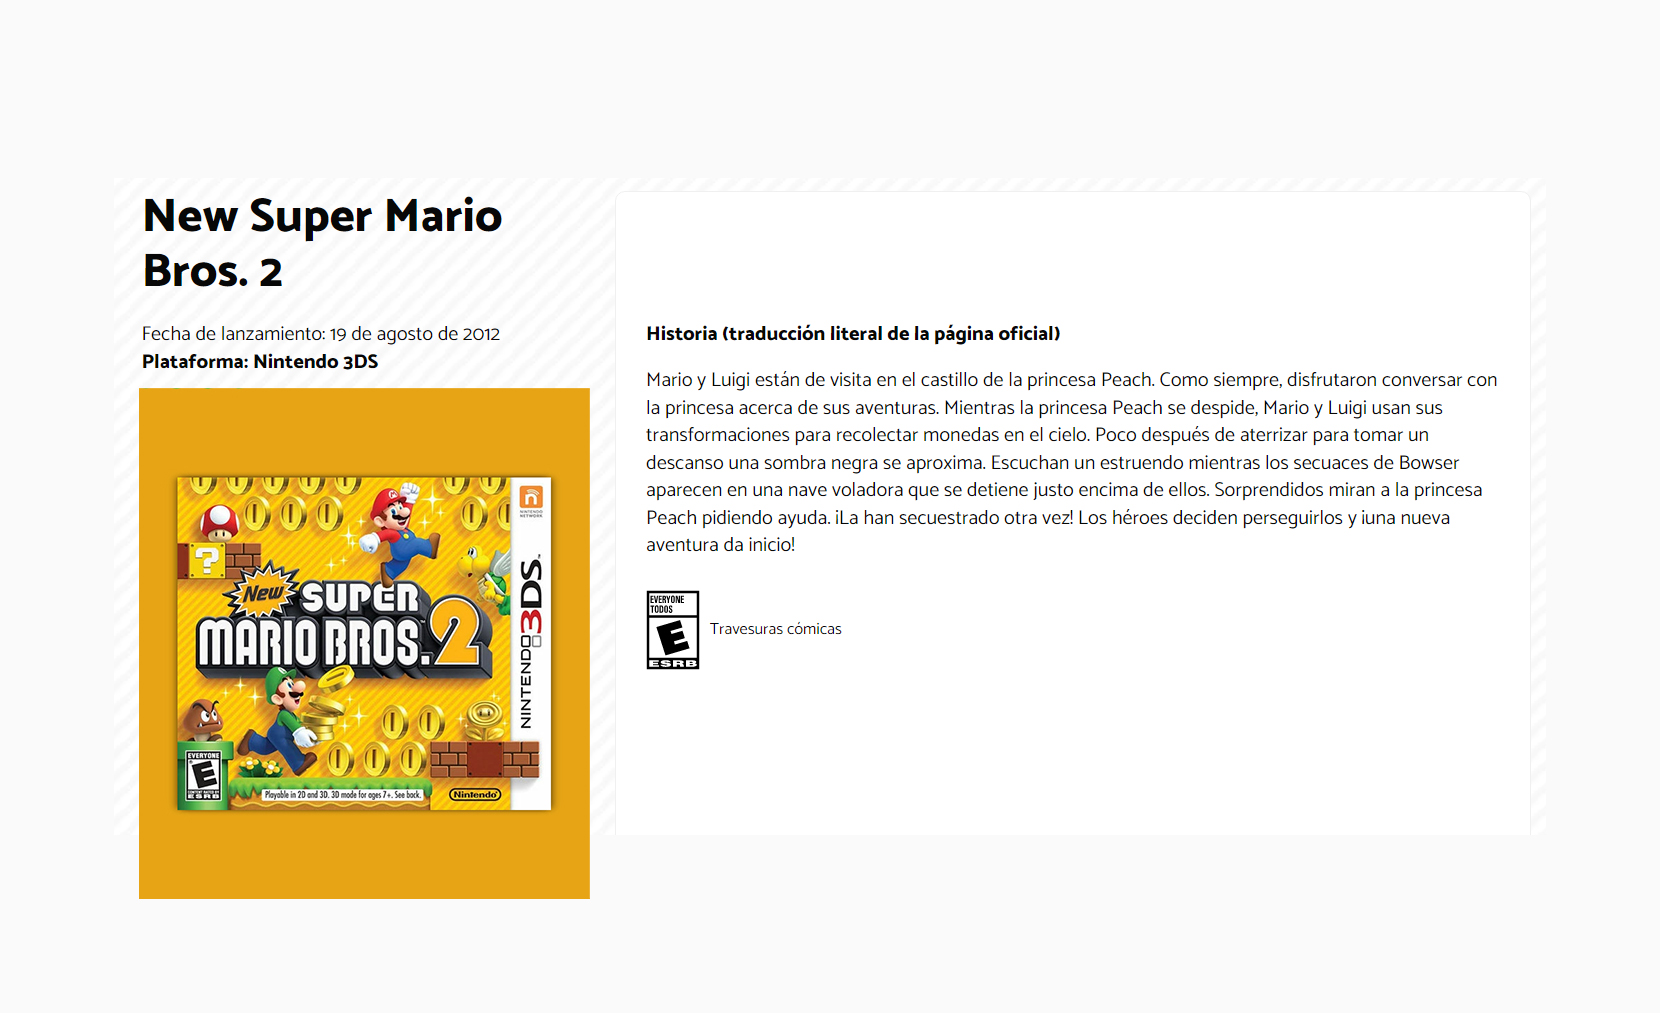 New Super Mario
Bros. 2
Fecha de lanzamiento: 19 de agosto de 2012
Plataforma: Nintendo 3DS
NINTENDO
NETWORK
?
New SUPER
MARIO BROS. 2
NINTENDO 3DS
EVERYONE
E
CONTENT RATED BY
ESRB
Playable in 2D and 3D. 3D mode for ages 7+. See back.
Nintendo
Historia (traducción literal de la página oficial)
Mario y Luigi están de visita en el castillo de la princesa Peach. Como siempre, disfrutaron conversar con
la princesa acerca de sus aventuras. Mientras la princesa Peach se despide, Mario y Luigi usan sus
transformaciones para recolectar monedas en el cielo. Poco después de aterrizar para tomar un
descanso una sombra negra se aproxima. Escuchan un estruendo mientras los secuaces de Bowser
aparecen en una nave voladora que se detiene justo encima de ellos. Sorprendidos miran a la princesa
Peach pidiendo ayuda. ¡La han secuestrado otra vez! Los héroes deciden perseguirlos y ¡una nueva
aventura da inicio!
EVERYONE
TODOS
E
ESRB
Travesuras cómicas